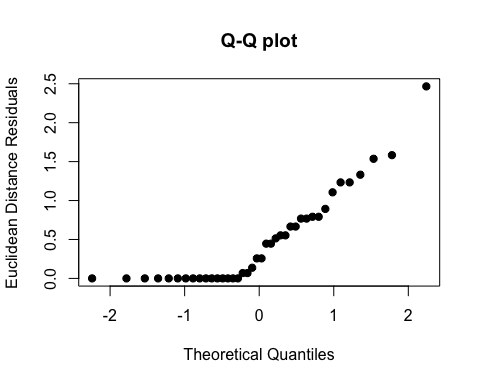 Q-Q plot
Euclidean Distance Residuals
2.5
2.0
1.5
1.0
0.5
0.0
-2 -1 0 1 2
Theoretical Quantiles